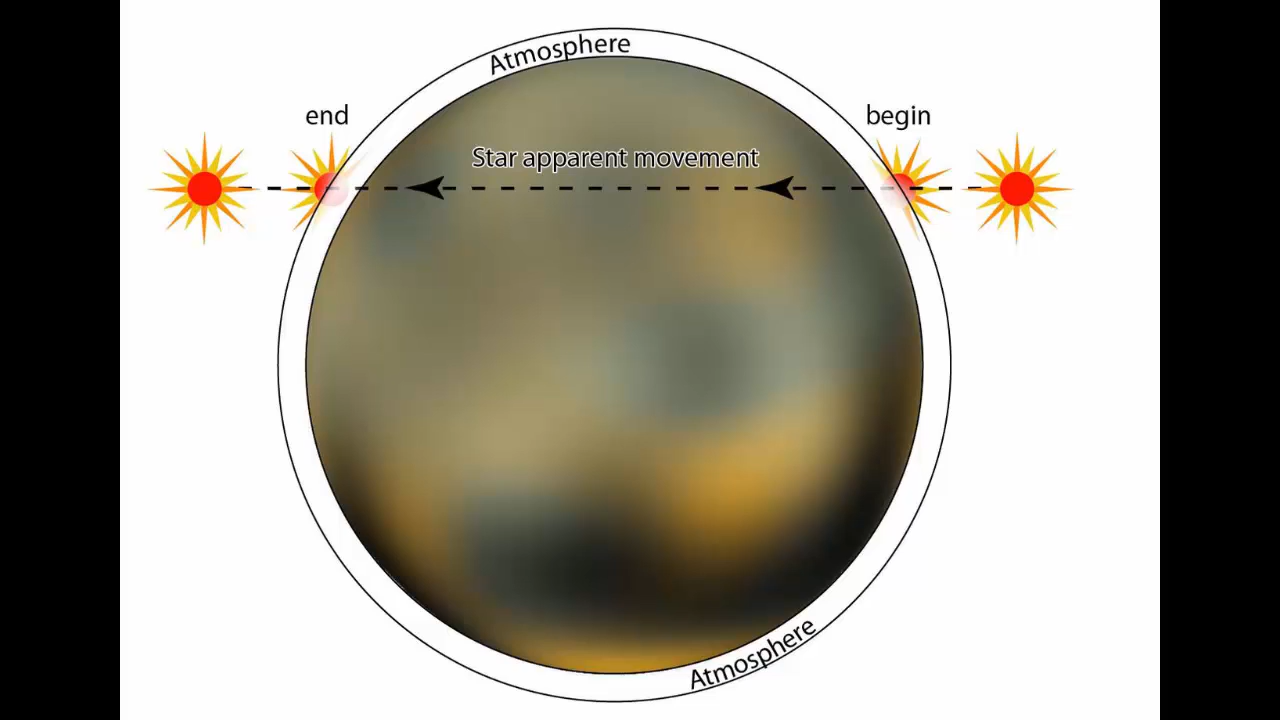 Atmosphere
end
begin
Star apparent movement
Atmosphere